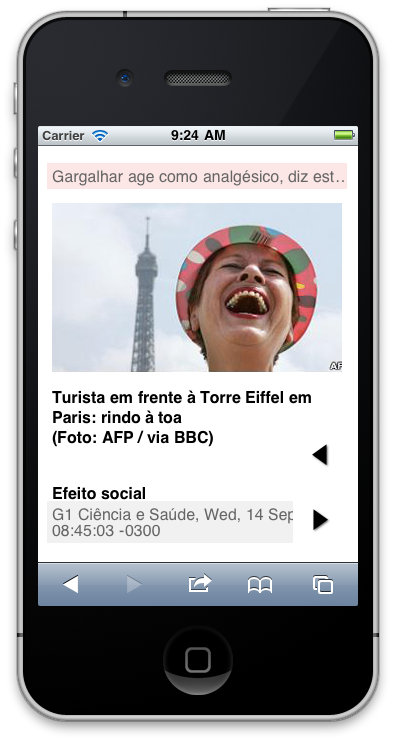 Carrier 9:24 AM
Gargalhar age como analgésico, diz est...
AF
Turista em frente à Torre Eiffel em
Paris: rindo à toa
(Foto: AFP / via BBC)
Efeito social
G1 Ciência e Saúde, Wed, 14 Sep
08:45:03 -0300